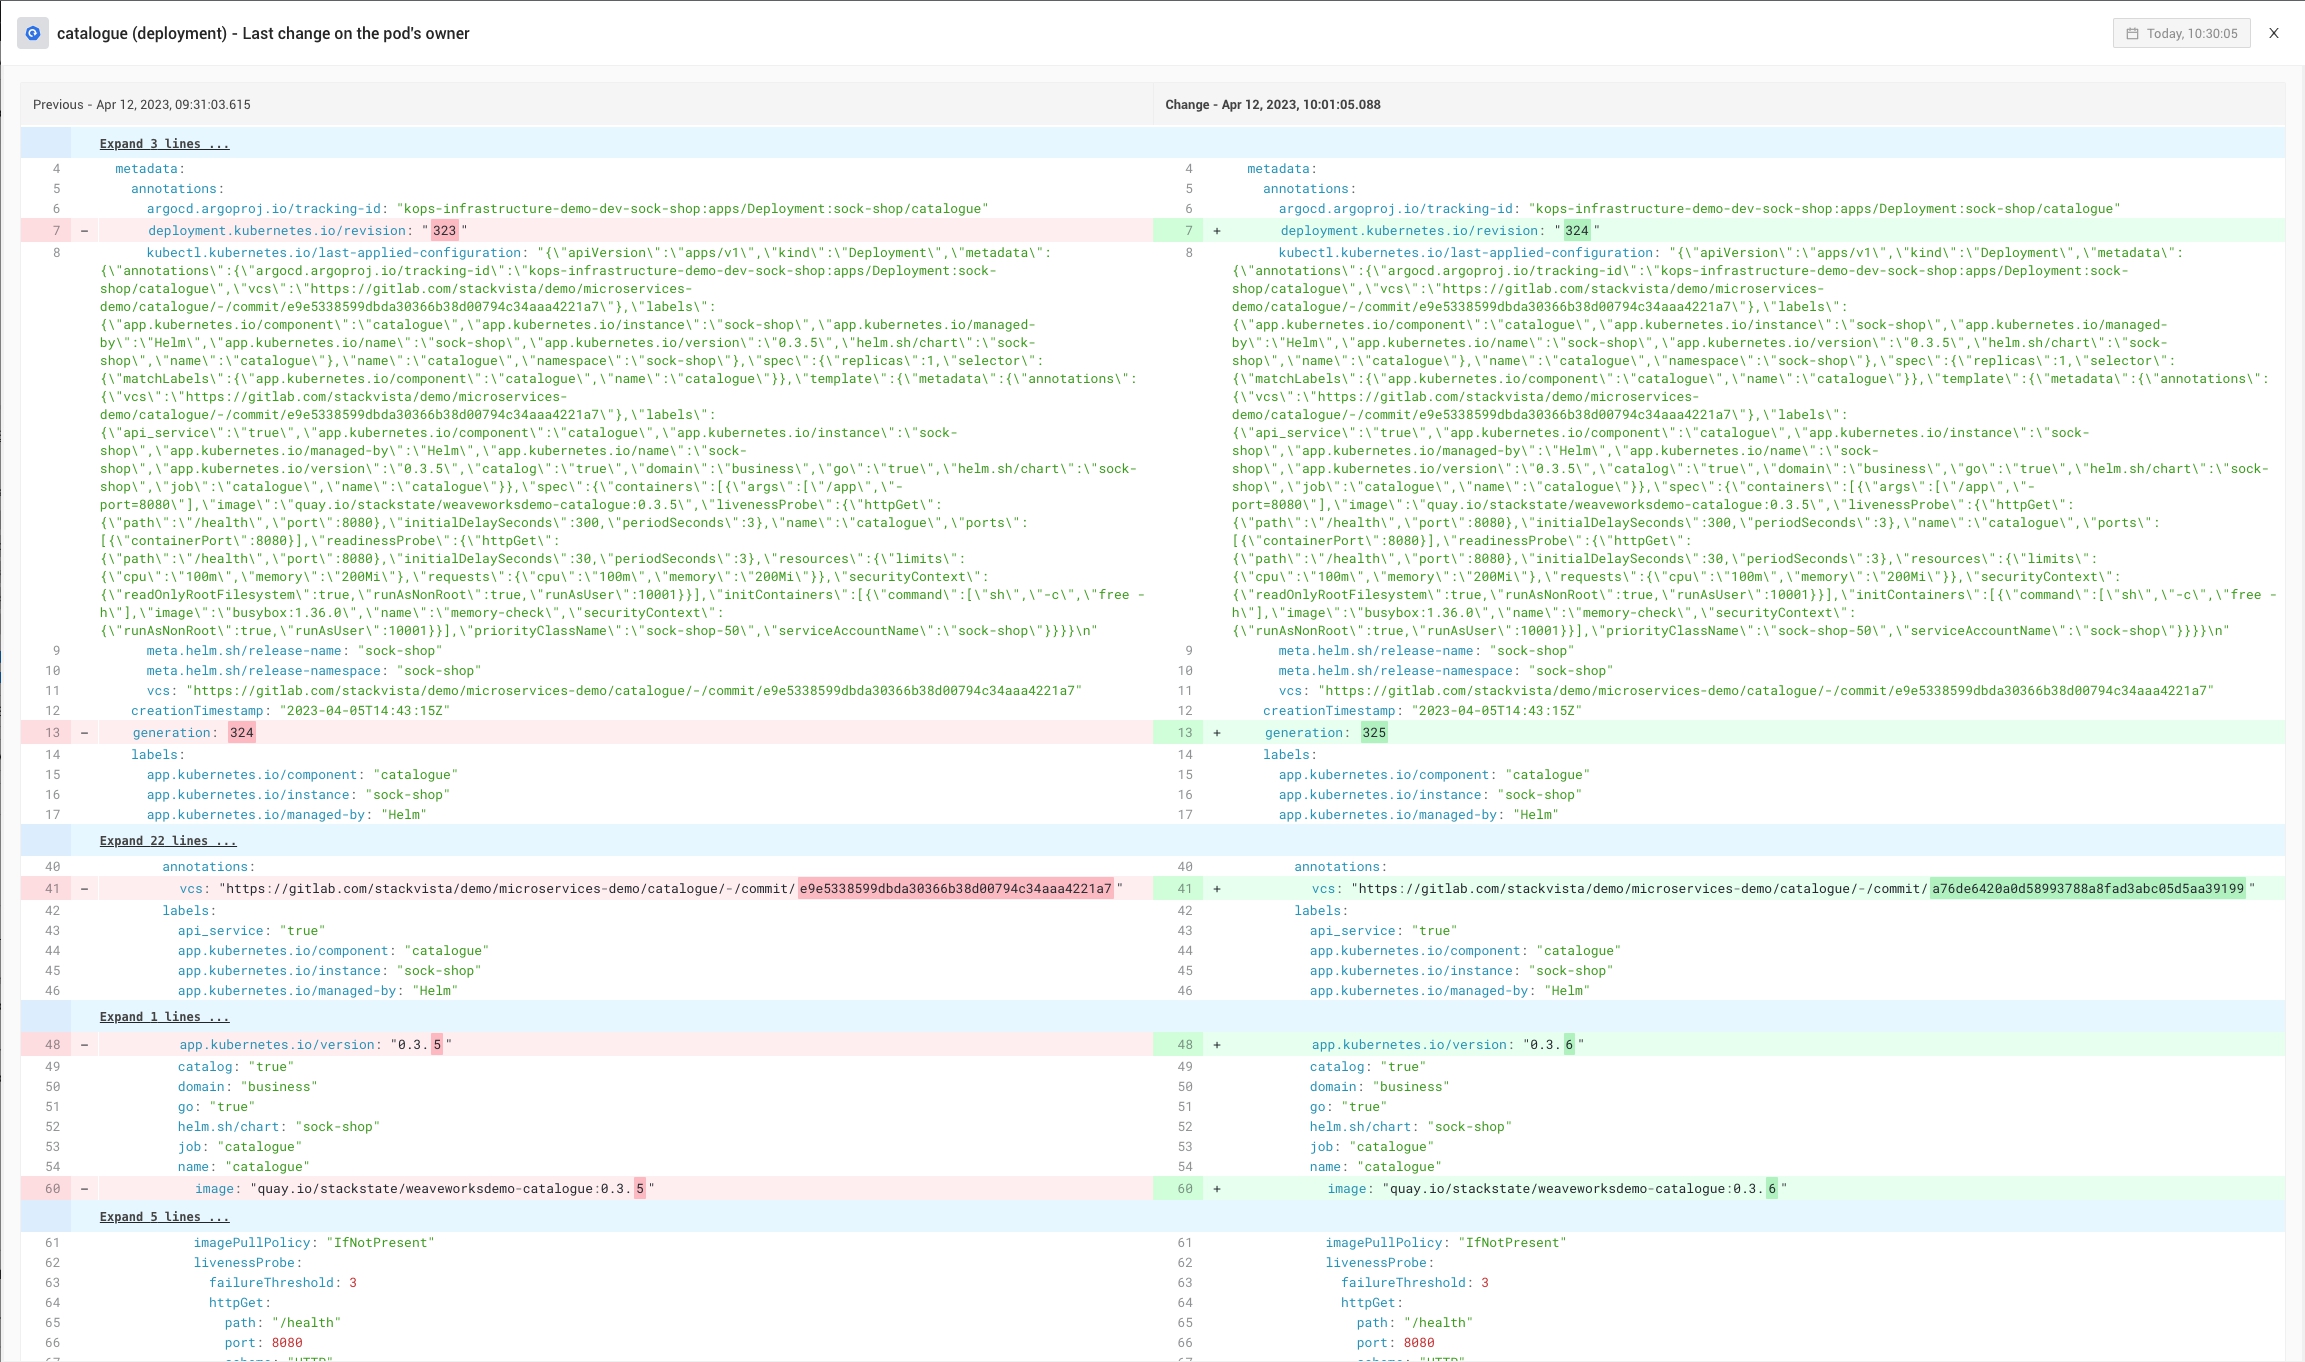 catalogue (deployment) - Last change on the pod's owner
Today, 10:30:05
X
Previous - Apr 12, 2023, 09:31:03.615
Change - Apr 12, 2023, 10:01:05.088
Expand 3 lines ...
4 metadata:
5 annotations:
6 argocd.argoproj.io/tracking-id: "kops-infrastructure-demo-dev-sock-shop:apps/Deployment:sock-shop/catalogue"
7 – deployment.kubernetes.io/revision: "323"
8 kubectl.kubernetes.io/last-applied-configuration: "{\"apiVersion\":\"apps/v1\",\"kind\":\"Deployment\",\"metadata\":
{\"annotations\":{\"argocd.argoproj.io/tracking-id\":\"kops-infrastructure-demo-dev-sock-shop:apps/Deployment:sock-
shop/catalogue\",\"vcs\":\"https://gitlab.com/stackvista/demo/microservices-
demo/catalogue/-/commit/e9e5338599dbda30366b38d00794c34aaa4221a7\"},\"labels\":
{\"app.kubernetes.io/component\":\"catalogue\",\"app.kubernetes.io/instance\":\"sock-shop\",\"app.kubernetes.io/managed-
by\":\"Helm\",\"app.kubernetes.io/name\":\"sock-shop\",\"app.kubernetes.io/version\":\"0.3.5\",\"helm.sh/chart\":\"sock-
shop\",\"name\":\"catalogue\"},\"name\":\"catalogue\",\"namespace\":\"sock-shop\"},\"spec\":{\"replicas\":1,\"selector\":
{\"matchLabels\":{\"app.kubernetes.io/component\":\"catalogue\",\"name\":\"catalogue\"}},\"template\":{\"metadata\":{\"annotations\":
{\"vcs\":\"https://gitlab.com/stackvista/demo/microservices-
demo/catalogue/-/commit/e9e5338599dbda30366b38d00794c34aaa4221a7\"},\"labels\":
{\"api_service\":\"true\",\"app.kubernetes.io/component\":\"catalogue\",\"app.kubernetes.io/instance\":\"sock-
shop\",\"app.kubernetes.io/managed-by\":\"Helm\",\"app.kubernetes.io/name\":\"sock-
shop\",\"app.kubernetes.io/version\":\"0.3.5\",\"catalog\":\"true\",\"domain\":\"business\",\"go\":\"true\",\"helm.sh/chart\":\"sock-
shop\",\"job\":\"catalogue\",\"name\":\"catalogue\"}},\"spec\":{\"containers\":[{\"args\":[\"/app\",\"-
port=8080\"],\"image\":\"quay.io/stackstate/weaveworksdemo-catalogue:0.3.5\",\"livenessProbe\":{\"httpGet\":
{\"path\":\"/health\",\"port\":8080},\"initialDelaySeconds\":300,\"periodSeconds\":3},\"name\":\"catalogue\",\"ports\":
[{\"containerPort\":8080}],\"readinessProbe\":{\"httpGet\":
{\"path\":\"/health\",\"port\":8080},\"initialDelaySeconds\":30,\"periodSeconds\":3},\"resources\":{\"limits\":
{\"cpu\":\"100m\",\"memory\":\"200Mi\"},\"requests\":{\"cpu\":\"100m\",\"memory\":\"200Mi\"}},\"securityContext\":
{\"readOnlyRootFilesystem\":true,\"runAsNonRoot\":true,\"runAsUser\":10001}}],\"initContainers\":[{\"command\":[\"sh\",\"-c\",\"free -
h\"],\"image\":\"busybox:1.36.0\",\"name\":\"memory-check\",\"securityContext\":
{\"runAsNonRoot\":true,\"runAsUser\":10001}}],\"priorityClassName\":\"sock-shop-50\",\"serviceAccountName\":\"sock-shop\"}}}}\n"
9 meta.helm.sh/release-name: "sock-shop"
10 meta.helm.sh/release-namespace: "sock-shop"
11 vcs: "https://gitlab.com/stackvista/demo/microservices-demo/catalogue/-/commit/e9e5338599dbda30366b38d00794c34aaa4221a7"
12 creationTimestamp: "2023-04-05T14:43:15Z"
13 – generation: 324
14 labels:
15 app.kubernetes.io/component: "catalogue"
16 app.kubernetes.io/instance: "sock-shop"
17 app.kubernetes.io/managed-by: "Helm"
Expand 22 lines ...
40 annotations:
41 – vcs: "https://gitlab.com/stackvista/demo/microservices-demo/catalogue/-/commit/e9e5338599dbda30366b38d00794c34aaa4221a7"
42 labels:
43 api_service: "true"
44 app.kubernetes.io/component: "catalogue"
45 app.kubernetes.io/instance: "sock-shop"
46 app.kubernetes.io/managed-by: "Helm"
Expand 1 lines ...
48 – app.kubernetes.io/version: "0.3.5"
49 catalog: "true"
50 domain: "business"
51 go: "true"
52 helm.sh/chart: "sock-shop"
53 job: "catalogue"
54 name: "catalogue"
60 – image: "quay.io/stackstate/weaveworksdemo-catalogue:0.3.5"
Expand 5 lines ...
61 imagePullPolicy: "IfNotPresent"
62 livenessProbe:
63 failureThreshold: 3
64 httpGet:
65 path: "/health"
66 port: 8080
4 metadata:
5 annotations:
6 argocd.argoproj.io/tracking-id: "kops-infrastructure-demo-dev-sock-shop:apps/Deployment:sock-shop/catalogue"
7 + deployment.kubernetes.io/revision: "324"
8 kubectl.kubernetes.io/last-applied-configuration: "{\"apiVersion\":\"apps/v1\",\"kind\":\"Deployment\",\"metadata\":
{\"annotations\":{\"argocd.argoproj.io/tracking-id\":\"kops-infrastructure-demo-dev-sock-shop:apps/Deployment:sock-
shop/catalogue\",\"vcs\":\"https://gitlab.com/stackvista/demo/microservices-
demo/catalogue/-/commit/e9e5338599dbda30366b38d00794c34aaa4221a7\"},\"labels\":
{\"app.kubernetes.io/component\":\"catalogue\",\"app.kubernetes.io/instance\":\"sock-shop\",\"app.kubernetes.io/managed-
by\":\"Helm\",\"app.kubernetes.io/name\":\"sock-shop\",\"app.kubernetes.io/version\":\"0.3.5\",\"helm.sh/chart\":\"sock-
shop\",\"name\":\"catalogue\"},\"name\":\"catalogue\",\"namespace\":\"sock-shop\"},\"spec\":{\"replicas\":1,\"selector\":
{\"matchLabels\":{\"app.kubernetes.io/component\":\"catalogue\",\"name\":\"catalogue\"}},\"template\":{\"metadata\":{\"annotations\":
{\"vcs\":\"https://gitlab.com/stackvista/demo/microservices-
demo/catalogue/-/commit/e9e5338599dbda30366b38d00794c34aaa4221a7\"},\"labels\":
{\"api_service\":\"true\",\"app.kubernetes.io/component\":\"catalogue\",\"app.kubernetes.io/instance\":\"sock-
shop\",\"app.kubernetes.io/managed-by\":\"Helm\",\"app.kubernetes.io/name\":\"sock-
shop\",\"app.kubernetes.io/version\":\"0.3.5\",\"catalog\":\"true\",\"domain\":\"business\",\"go\":\"true\",\"helm.sh/chart\":\"sock-
shop\",\"job\":\"catalogue\",\"name\":\"catalogue\"}},\"spec\":{\"containers\":[{\"args\":[\"/app\",\"-
port=8080\"],\"image\":\"quay.io/stackstate/weaveworksdemo-catalogue:0.3.5\",\"livenessProbe\":{\"httpGet\":
{\"path\":\"/health\",\"port\":8080},\"initialDelaySeconds\":300,\"periodSeconds\":3},\"name\":\"catalogue\",\"ports\":
[{\"containerPort\":8080}],\"readinessProbe\":{\"httpGet\":
{\"path\":\"/health\",\"port\":8080},\"initialDelaySeconds\":30,\"periodSeconds\":3},\"resources\":{\"limits\":
{\"cpu\":\"100m\",\"memory\":\"200Mi\"},\"requests\":{\"cpu\":\"100m\",\"memory\":\"200Mi\"}},\"securityContext\":
{\"readOnlyRootFilesystem\":true,\"runAsNonRoot\":true,\"runAsUser\":10001}}],\"initContainers\":[{\"command\":[\"sh\",\"-c\",\"free -
h\"],\"image\":\"busybox:1.36.0\",\"name\":\"memory-check\",\"securityContext\":
{\"runAsNonRoot\":true,\"runAsUser\":10001}}],\"priorityClassName\":\"sock-shop-50\",\"serviceAccountName\":\"sock-shop\"}}}}\n"
9 meta.helm.sh/release-name: "sock-shop"
10 meta.helm.sh/release-namespace: "sock-shop"
11 vcs: "https://gitlab.com/stackvista/demo/microservices-demo/catalogue/-/commit/e9e5338599dbda30366b38d00794c34aaa4221a7"
12 creationTimestamp: "2023-04-05T14:43:15Z"
13 + generation: 325
14 labels:
15 app.kubernetes.io/component: "catalogue"
16 app.kubernetes.io/instance: "sock-shop"
17 app.kubernetes.io/managed-by: "Helm"
40 annotations:
41 + vcs: "https://gitlab.com/stackvista/demo/microservices-demo/catalogue/-/commit/a76de6420a0d58993788a8fad3abc05d5aa39199"
42 labels:
43 api_service: "true"
44 app.kubernetes.io/component: "catalogue"
45 app.kubernetes.io/instance: "sock-shop"
46 app.kubernetes.io/managed-by: "Helm"
48 + app.kubernetes.io/version: "0.3.6"
49 catalog: "true"
50 domain: "business"
51 go: "true"
52 helm.sh/chart: "sock-shop"
53 job: "catalogue"
54 name: "catalogue"
60 + image: "quay.io/stackstate/weaveworksdemo-catalogue:0.3.6"
61 imagePullPolicy: "IfNotPresent"
62 livenessProbe:
63 failureThreshold: 3
64 httpGet:
65 path: "/health"
66 port: 8080